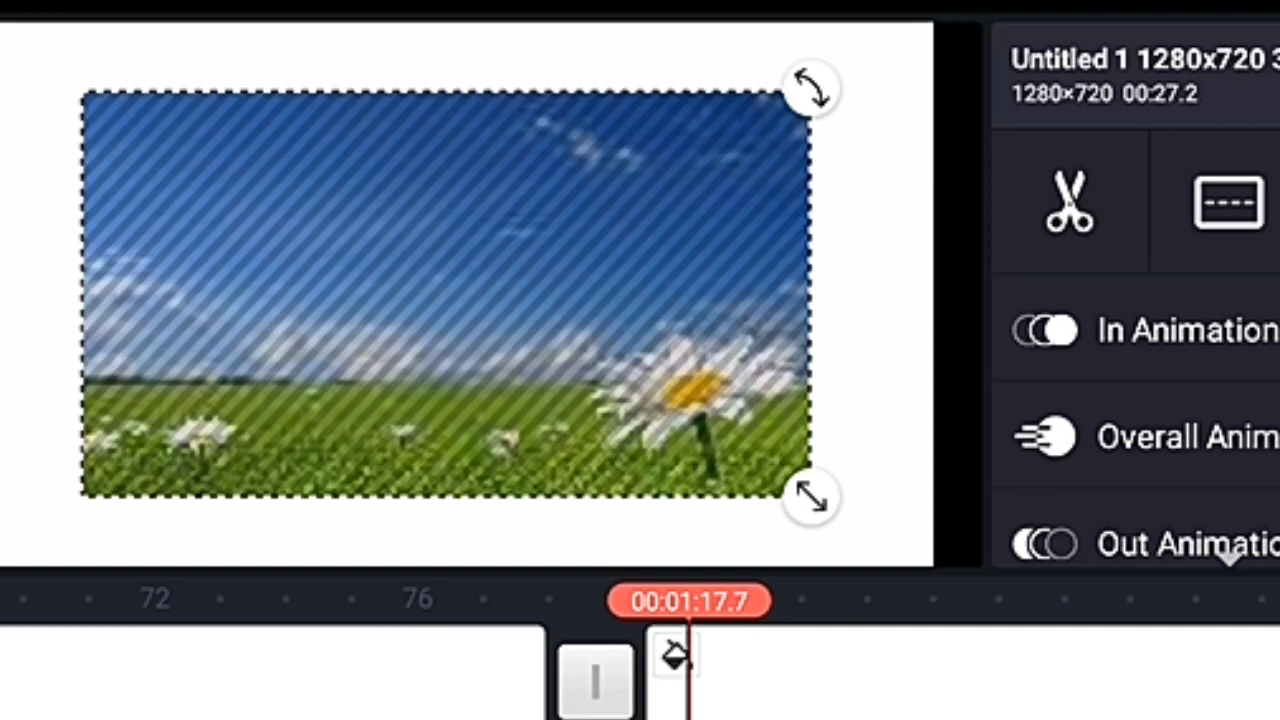 Untitled 1 1280x720
1280×720 00:27.2
In Animation
Overall Anim
Out Animatio
72
76
00:01:17.7